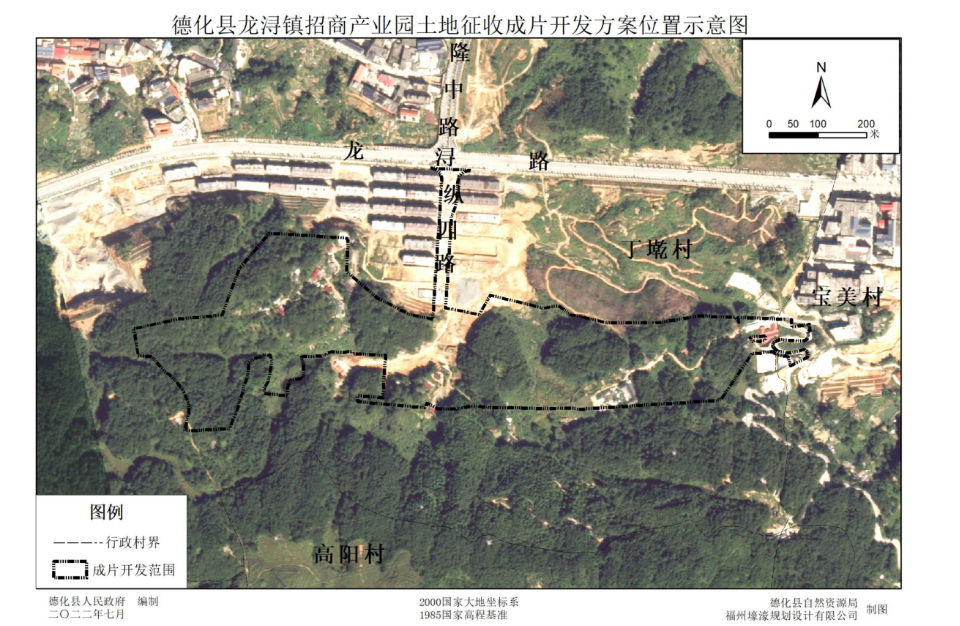 德化县龙浔镇招商产业园土地征收成片开发方案位置示意图
隆中路
N
0 50 100 200
米
龙浔路
纵四路
丁墘村
宝美村
高阳村
图例
行政村界
成片开发范围
德化县人民政府 编制
二〇二二年七月
2000国家大地坐标系
1985国家高程基准
德化县自然资源局
福州壕濠规划设计有限公司
制图